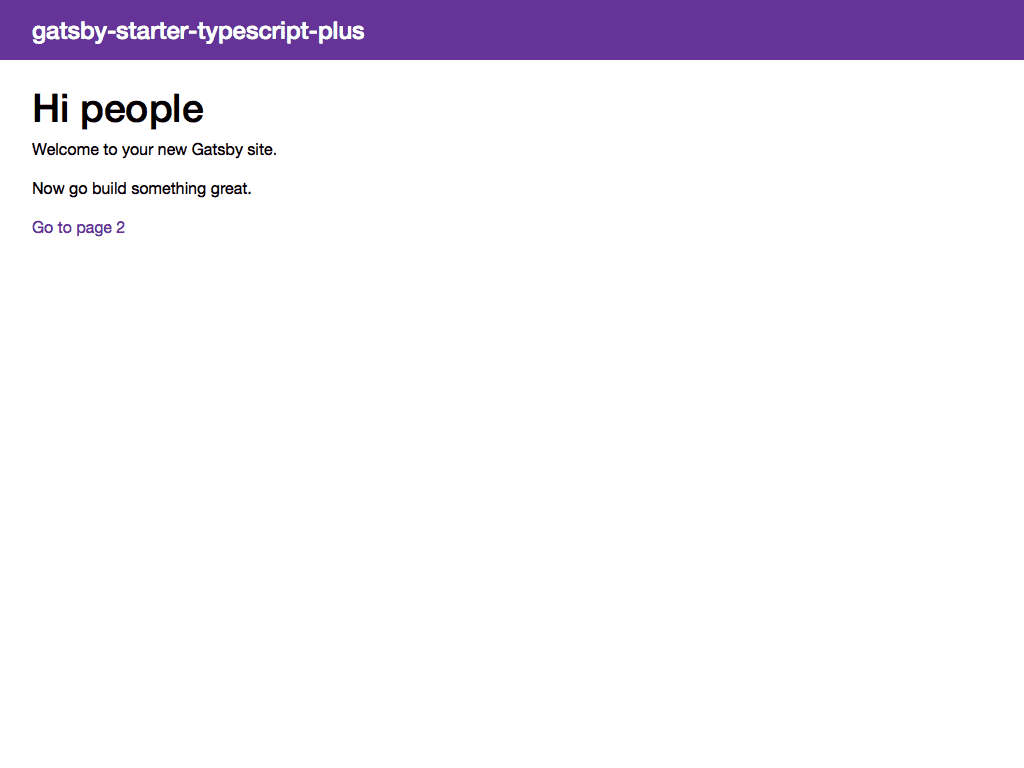 gatsby-starter-typescript-plus
Hi people
Welcome to your new Gatsby site.
Now go build something great.
Go to page 2